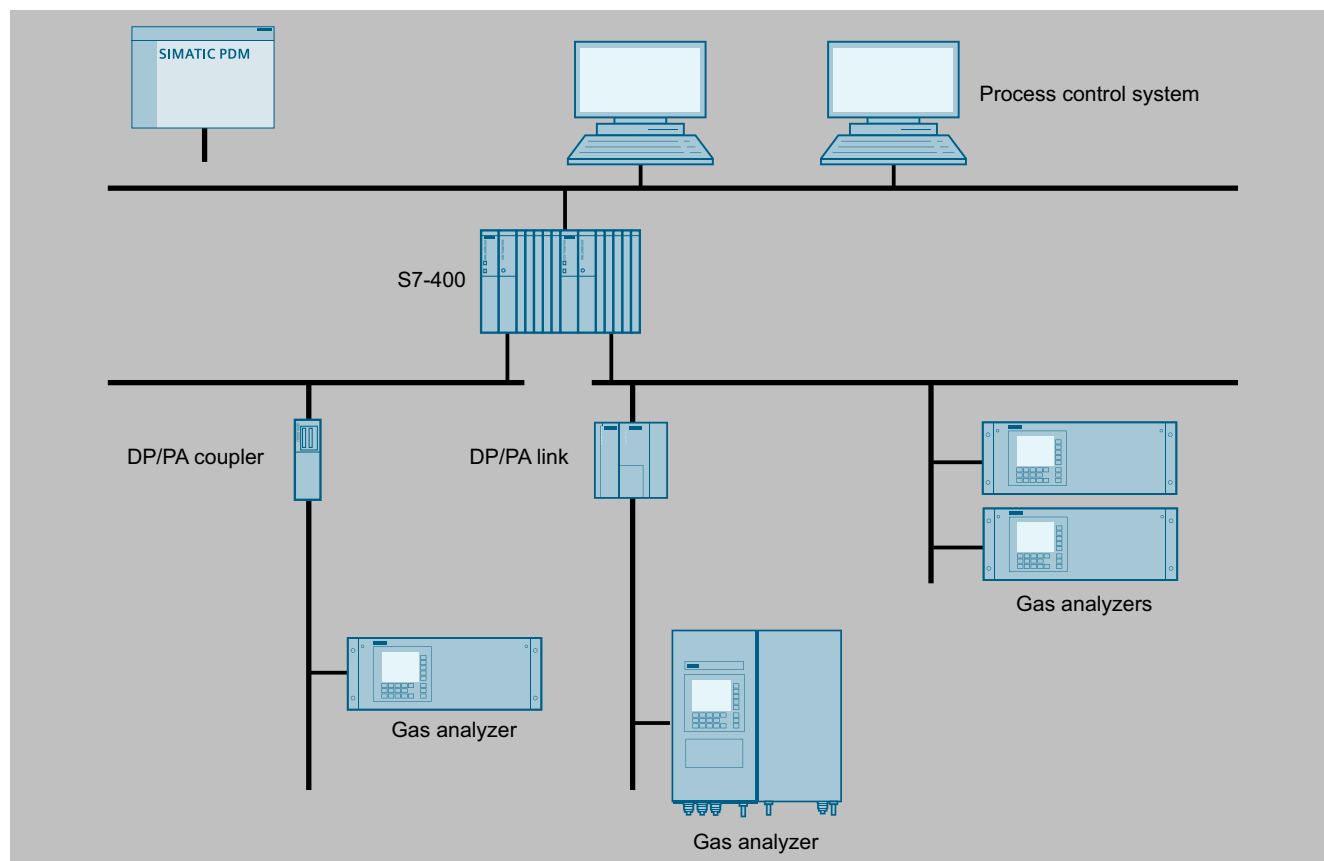 SIMATIC PDM
Process control system
S7-400
DP/PA coupler
DP/PA link
Gas analyzers
Gas analyzer
Gas analyzer